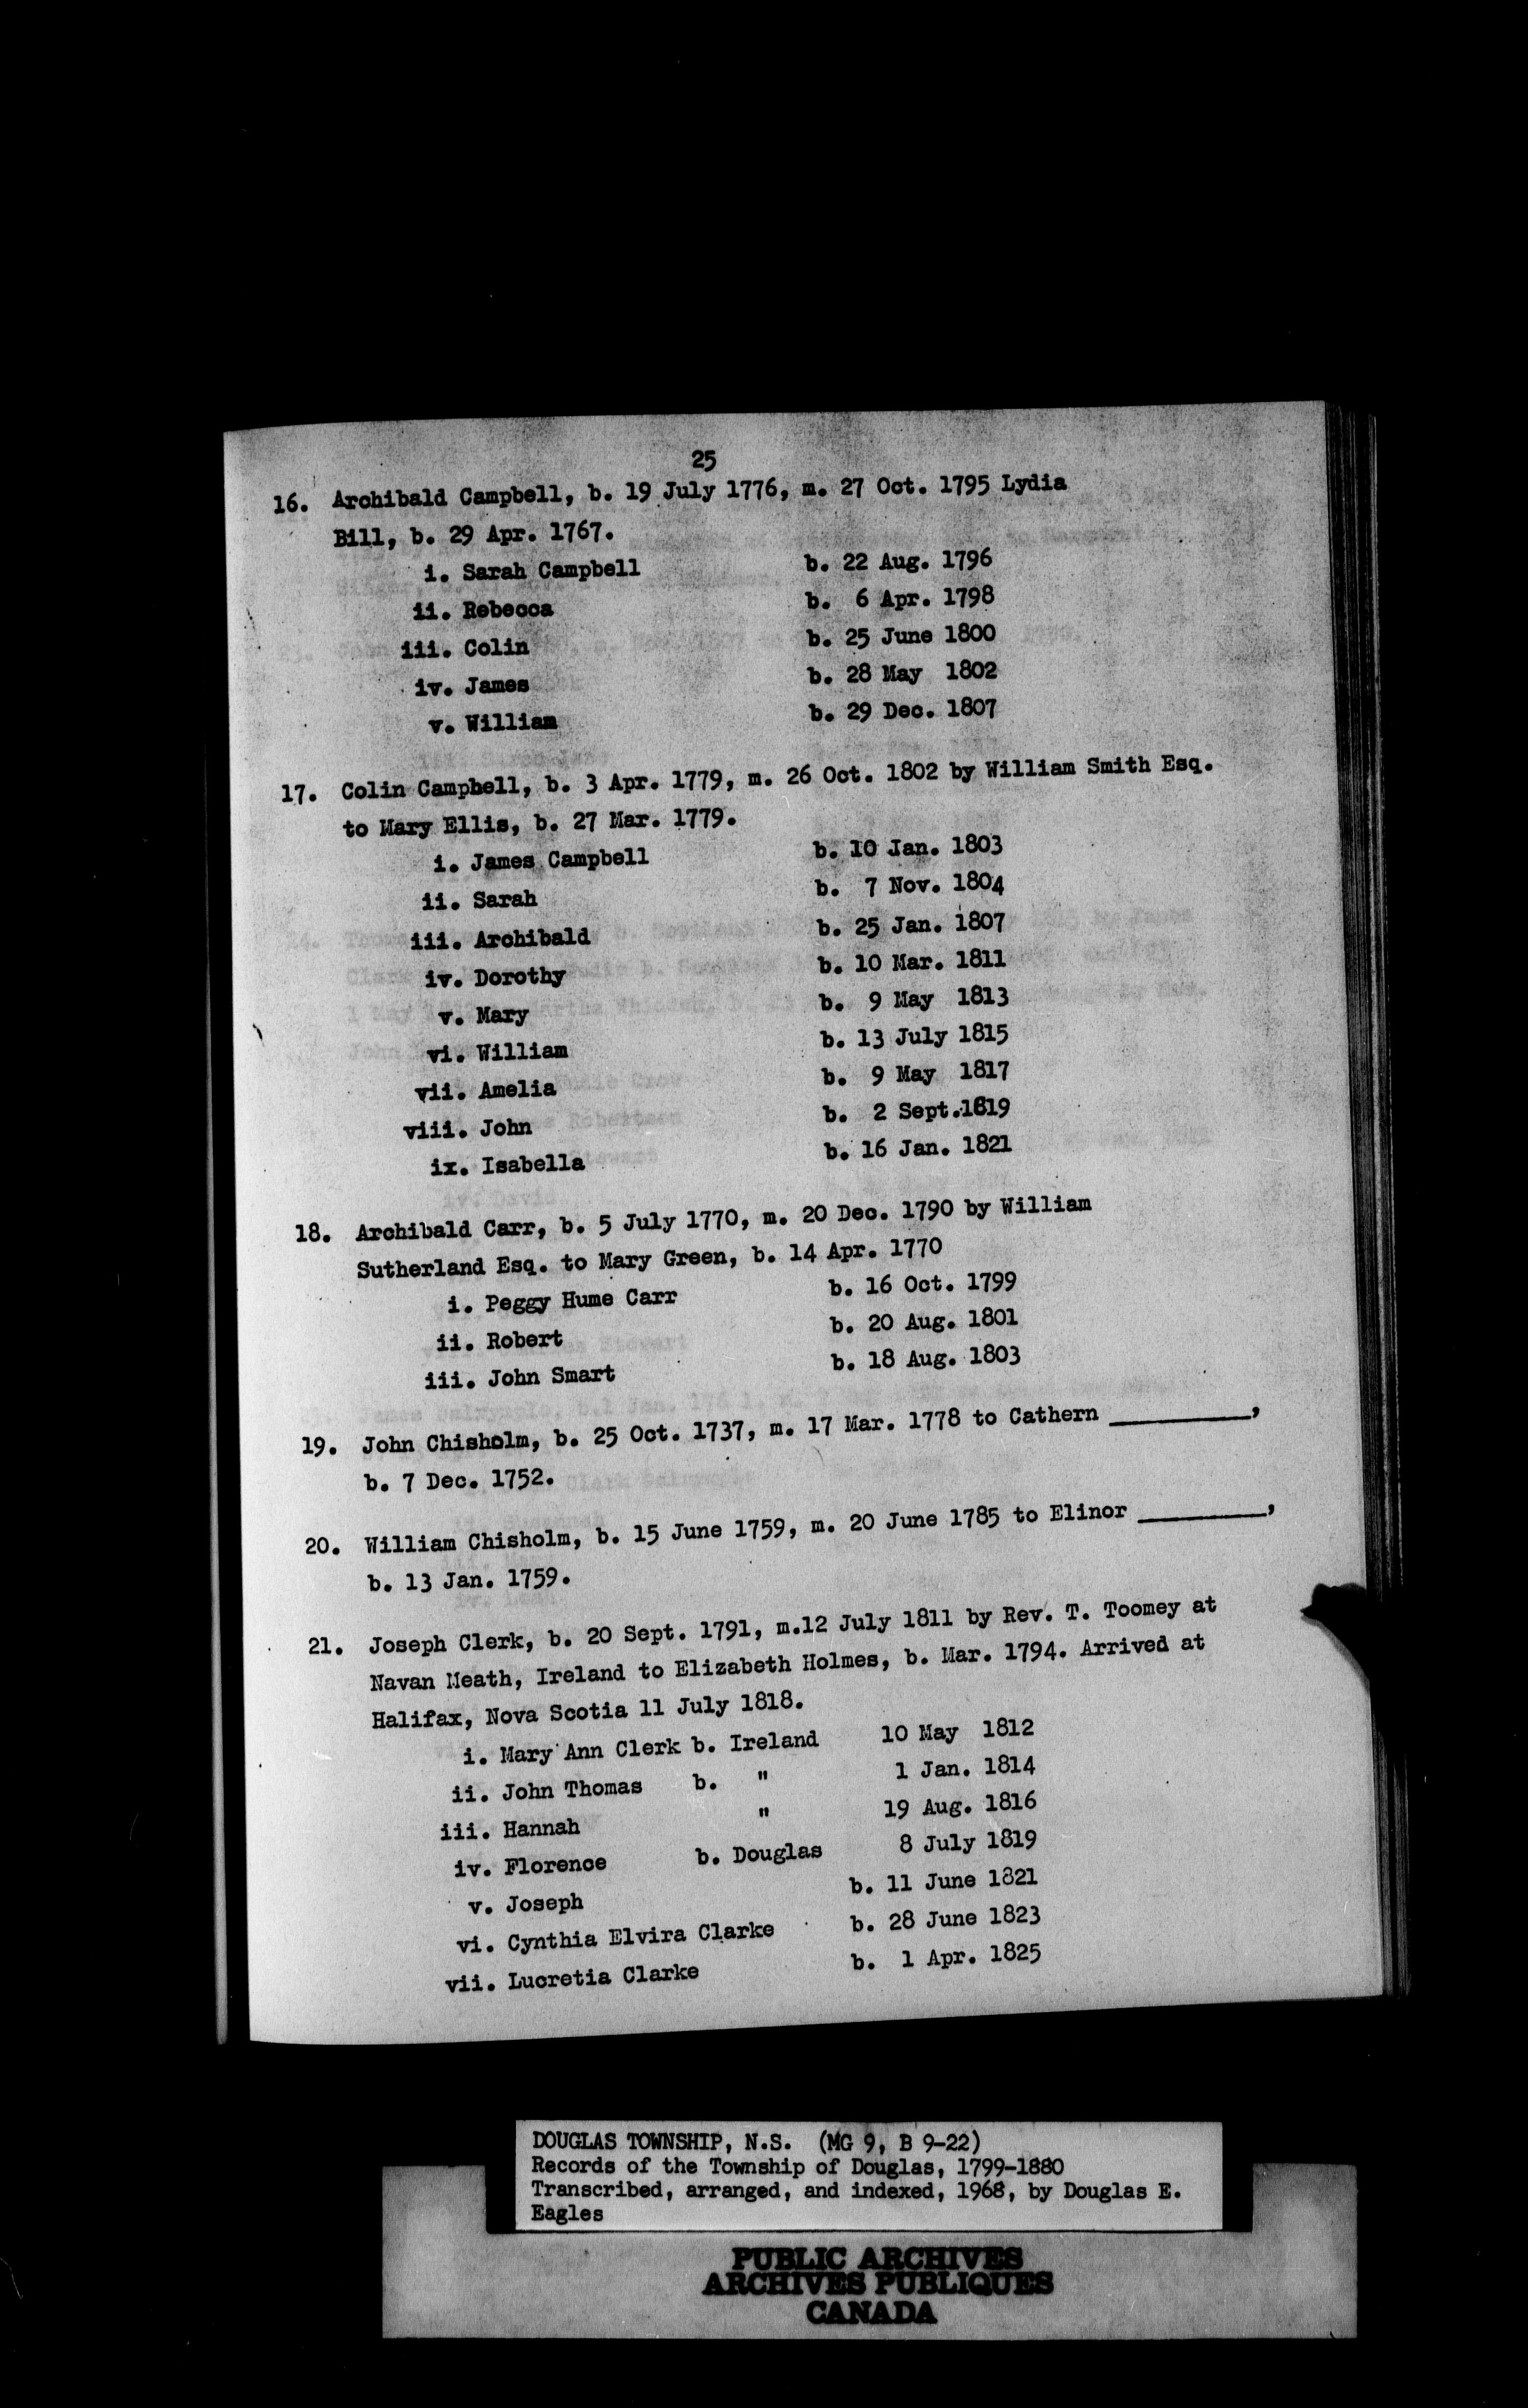 25
16. Archibald Campbell, b. 19 July 1776, m. 27 Oct. 1795 Lydia
Bill, b. 29 Apr. 1767.
i. Sarah Campbell b. 22 Aug. 1796
ii. Rebecca b. 6 Apr. 1798
iii. Colin b. 25 June 1800
iv. James b. 28 May 1802
v. William b. 29 Dec. 1807
17. Colin Campbell, b. 3 Apr. 1779, m. 26 Oct. 1802 by William Smith Esq.
to Mary Ellis, b. 27 Mar. 1779.
i. James Campbell b. 10 Jan. 1803
ii. Sarah b. 7 Nov. 1804
iii. Archibald b. 25 Jan. 1807
iv. Dorothy b. 10 Mar. 1811
v. Mary b. 9 May 1813
vi. William b. 13 July 1815
vii. Amelia b. 9 May 1817
viii. John b. 2 Sept.1819
ix. Isabella b. 16 Jan. 1821
18. Archibald Carr, b. 5 July 1770, m. 20 Dec. 1790 by William
Sutherland Esq. to Mary Green, b. 14 Apr. 1770
i. Peggy Hume Carr b. 16 Oct. 1799
ii. Robert b. 20 Aug. 1801
iii. John Smart b. 18 Aug. 1803
19. John Chisholm, b. 25 Oct. 1737, m. 17 Mar. 1778 to Cathern __________,
b. 7 Dec. 1752.
20. William Chisholm, b. 15 June 1759, m. 20 June 1785 to Elinor __________,
b. 13 Jan. 1759.
21. Joseph Clerk, b. 20 Sept. 1791, m.12 July 1811 by Rev. T. Toomey at
Navan Meath, Ireland to Elizabeth Holmes, b. Mar. 1794. Arrived at
Halifax, Nova Scotia 11 July 1818.
i. Mary Ann Clerk b. Ireland 10 May 1812
ii. John Thomas b. " 1 Jan. 1814
iii. Hannah " 19 Aug. 1816
iv. Florence b. Douglas 8 July 1819
v. Joseph b. 11 June 1821
vi. Cynthia Elvira Clarke b. 28 June 1823
vii. Lucretia Clarke b. 1 Apr. 1825
DOUGLAS TOWNSHIP, N.S. (MG 9, B 9-22)
Records of the Township of Douglas, 1799-1880
Transcribed, arranged, and indexed, 1968, by Douglas E.
Eagles
PUBLIC ARCHIVES
ARCHIVES PUBLIQUES
CANADA